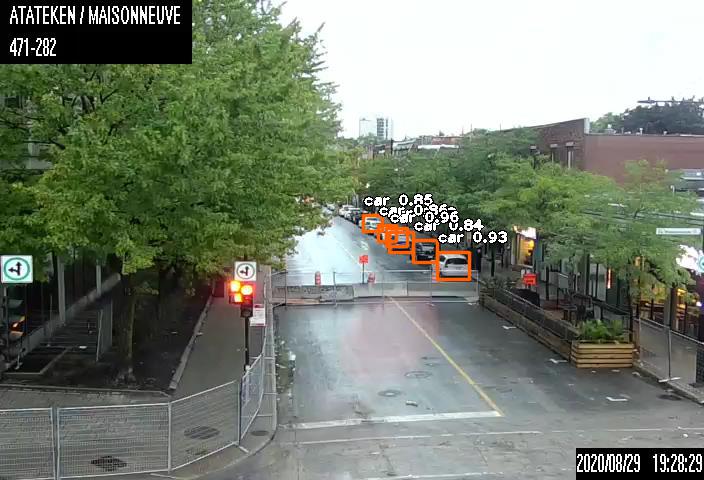 ATATEKEN / MAISONNEUVE
471-282
car 0.85
car 0.96
car 0.84
car 0.93
2020/08/29 19:28:29